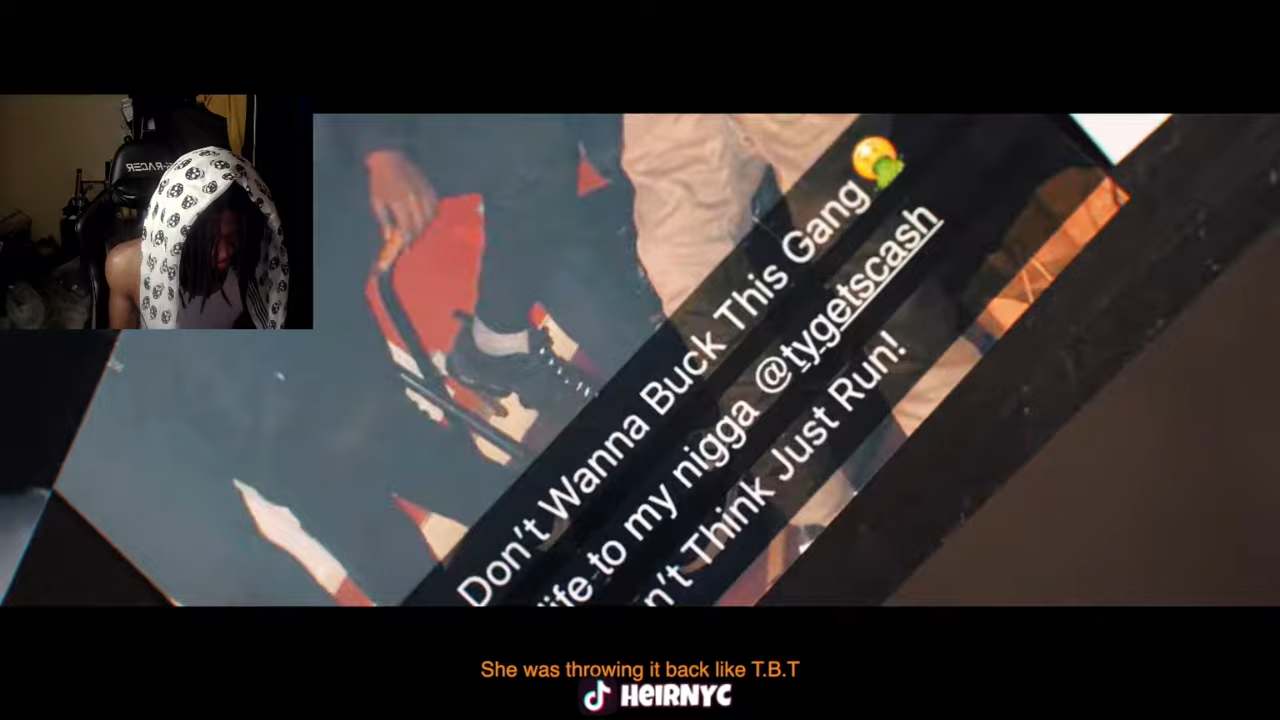 Don't Wanna Buck This Gang🤮
life to my nigga @tygetscash
n't Think Just Run!
She was throwing it back like T.B.T
HEIRNYC